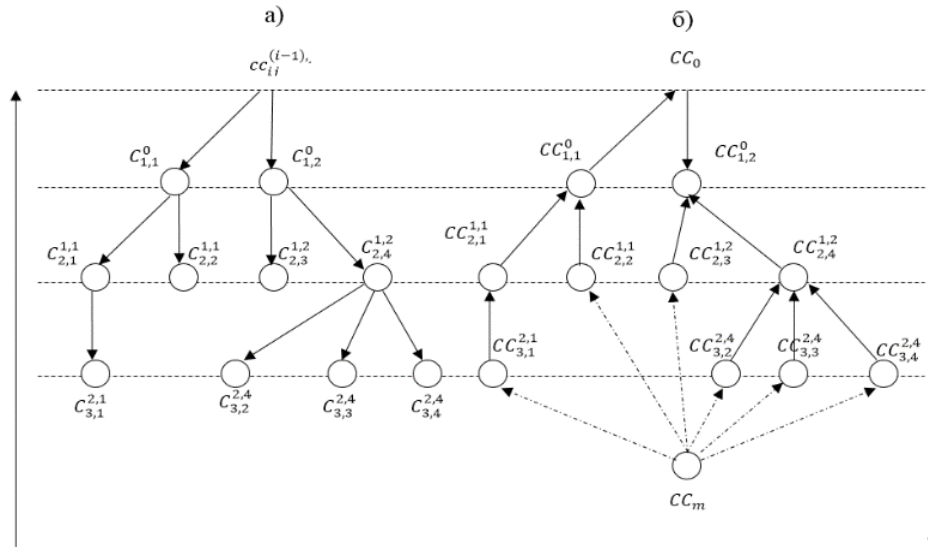 а) б)
cc_{ij}^{(i-1),.} CC_0
C_{1,1}^{0} C_{1,2}^{0} CC_{1,1}^{0} CC_{1,2}^{0}
C_{2,1}^{1,1} C_{2,2}^{1,1} C_{2,3}^{1,2} C_{2,4}^{1,2} CC_{2,1}^{1,1} CC_{2,2}^{1,1} CC_{2,3}^{1,2} CC_{2,4}^{1,2}
CC_{3,1}^{2,1} CC_{3,2}^{2,4} CC_{3,3}^{2,4} CC_{3,4}^{2,4}
C_{3,1}^{2,1} C_{3,2}^{2,4} C_{3,3}^{2,4} C_{3,4}^{2,4}
CC_m